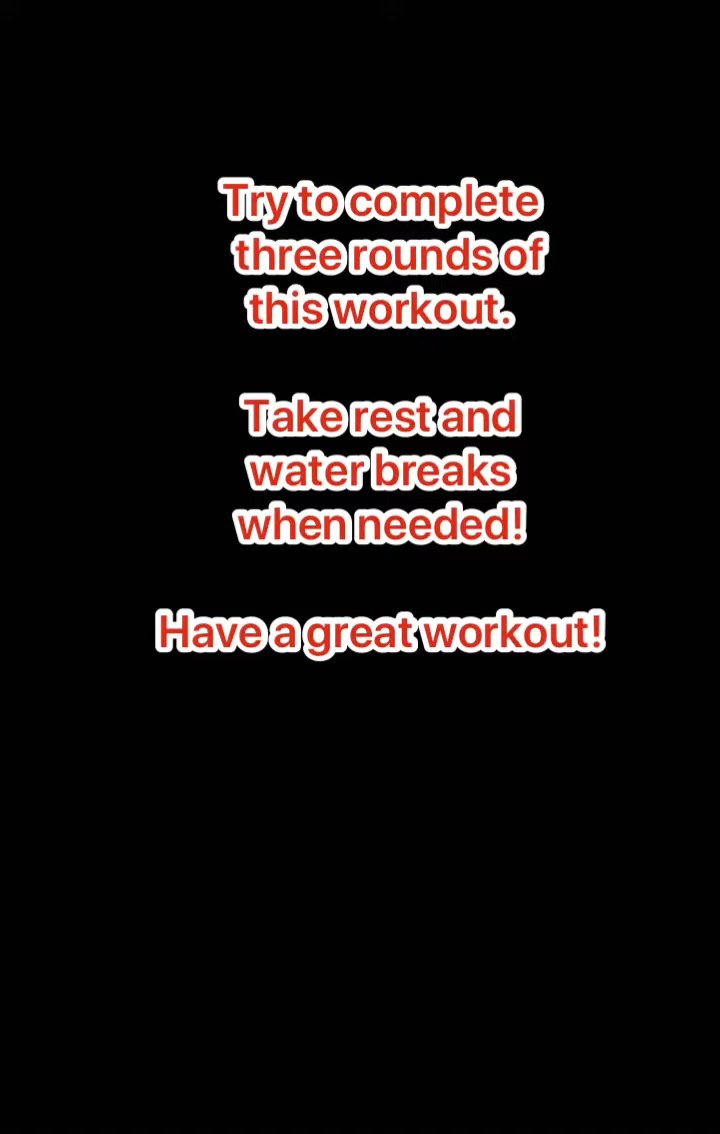 Try to complete
three rounds of
this workout.
Take rest and
water breaks
when needed!
Have a great workout!